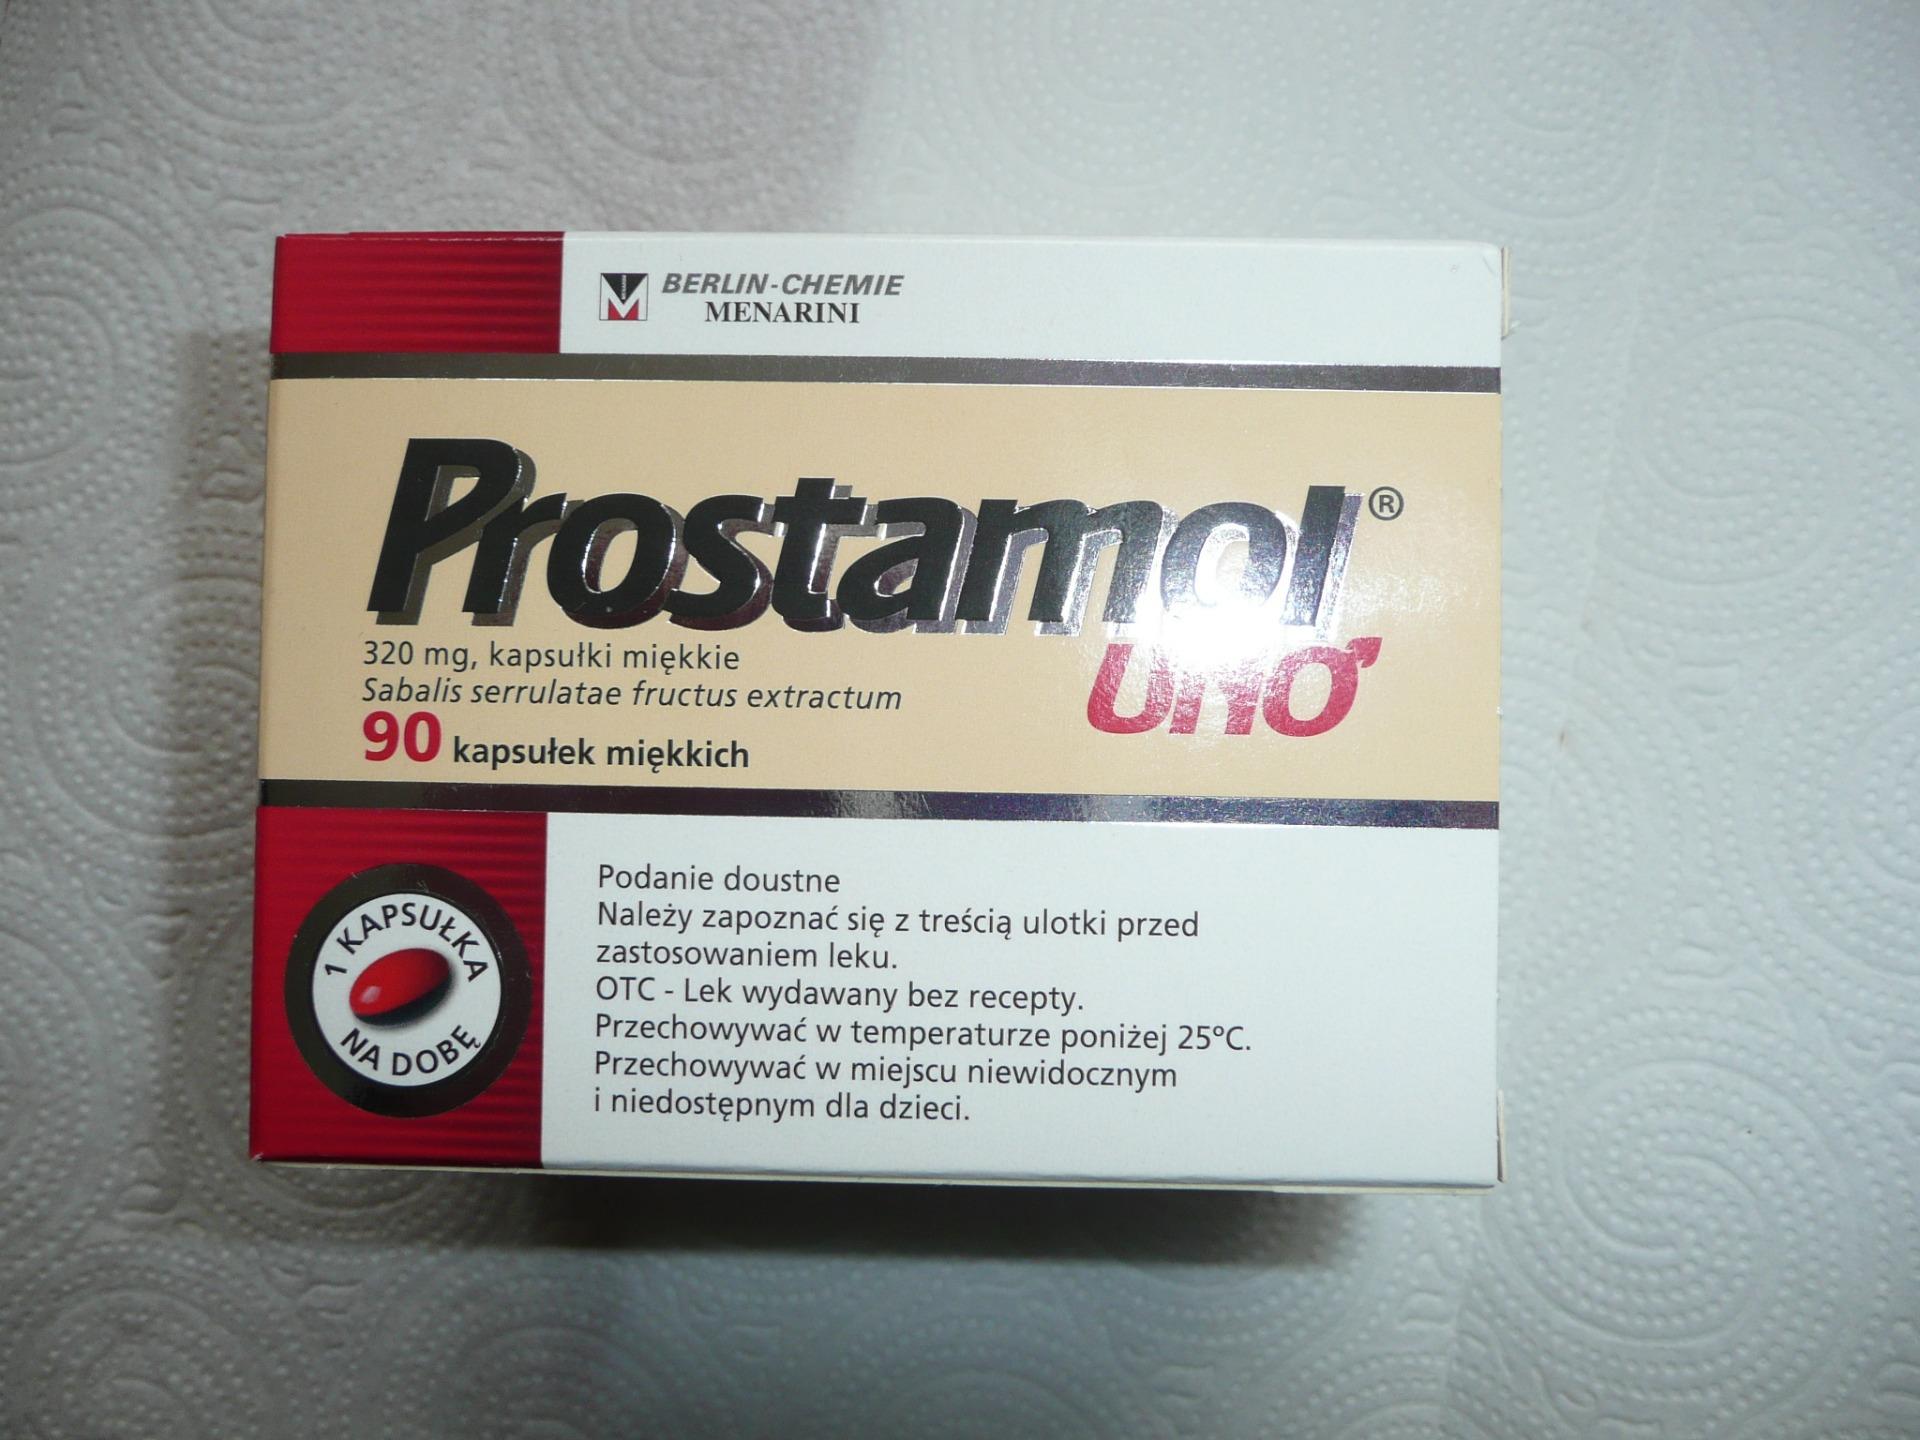 BERLIN-CHEMIE
MENARINI
Prostamol®
uno
320 mg, kapsułki miękkie
Sabalis serrulatae fructus extractum
90 kapsułek miękkich
1 KAPSUŁKA
NA DOBĘ
Podanie doustne
Należy zapoznać się z treścią ulotki przed
zastosowaniem leku.
OTC - Lek wydawany bez recepty.
Przechowywać w temperaturze poniżej 25°C.
Przechowywać w miejscu niewidocznym
i niedostępnym dla dzieci.